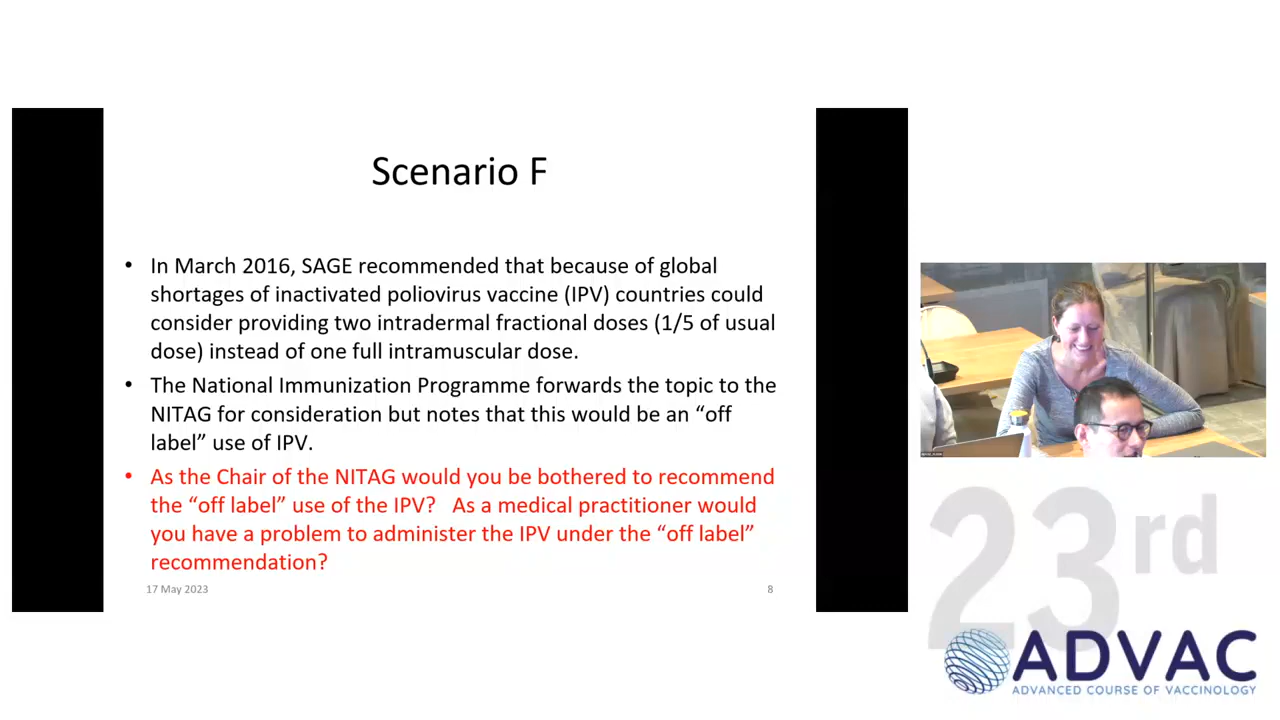 Scenario F
• In March 2016, SAGE recommended that because of global
shortages of inactivated poliovirus vaccine (IPV) countries could
consider providing two intradermal fractional doses (1/5 of usual
dose) instead of one full intramuscular dose.
• The National Immunization Programme forwards the topic to the
NITAG for consideration but notes that this would be an “off
label” use of IPV.
• As the Chair of the NITAG would you be bothered to recommend
the “off label” use of the IPV?   As a medical practitioner would
you have a problem to administer the IPV under the “off label”
recommendation?
17 May 2023
8
23rd
ADVAC
ADVANCED COURSE OF VACCINOLOGY